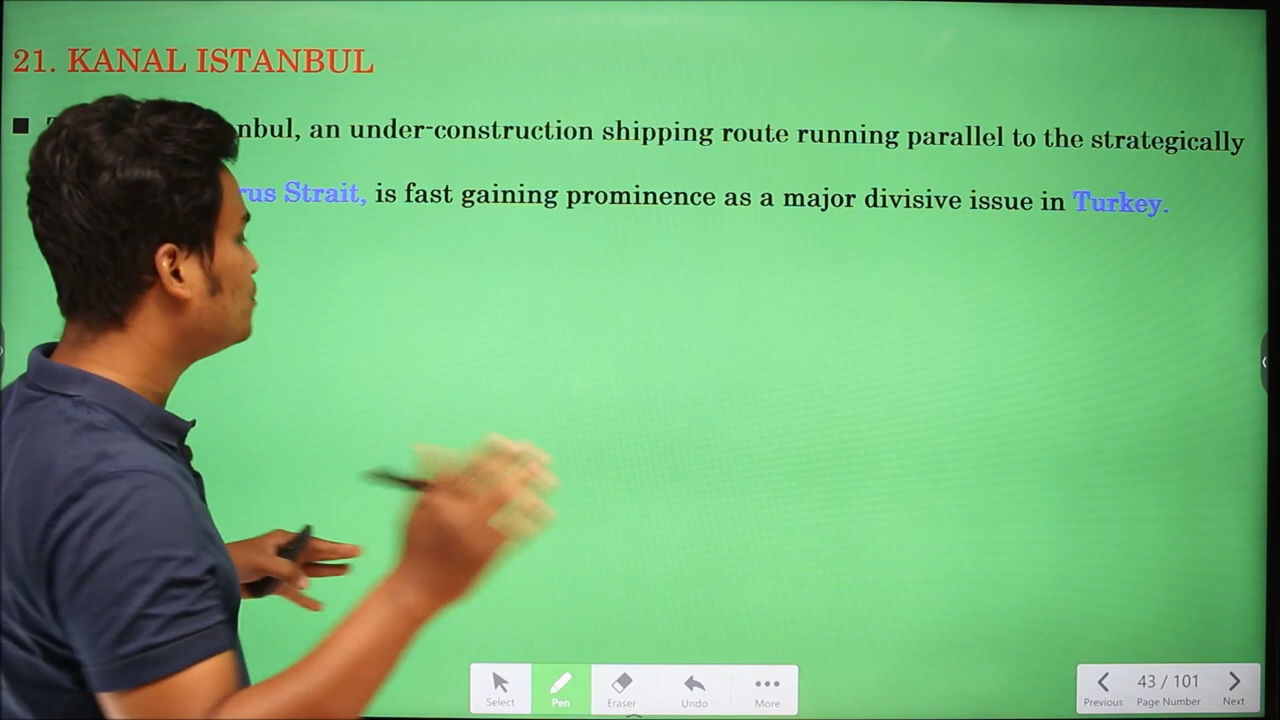 21. KANAL ISTANBUL
nbul, an under-construction shipping route running parallel to the strategically
rus Strait, is fast gaining prominence as a major divisive issue in Turkey.
Select
Pen
Eraser
Undo
More
43 / 101
Previous
Page Number
Next